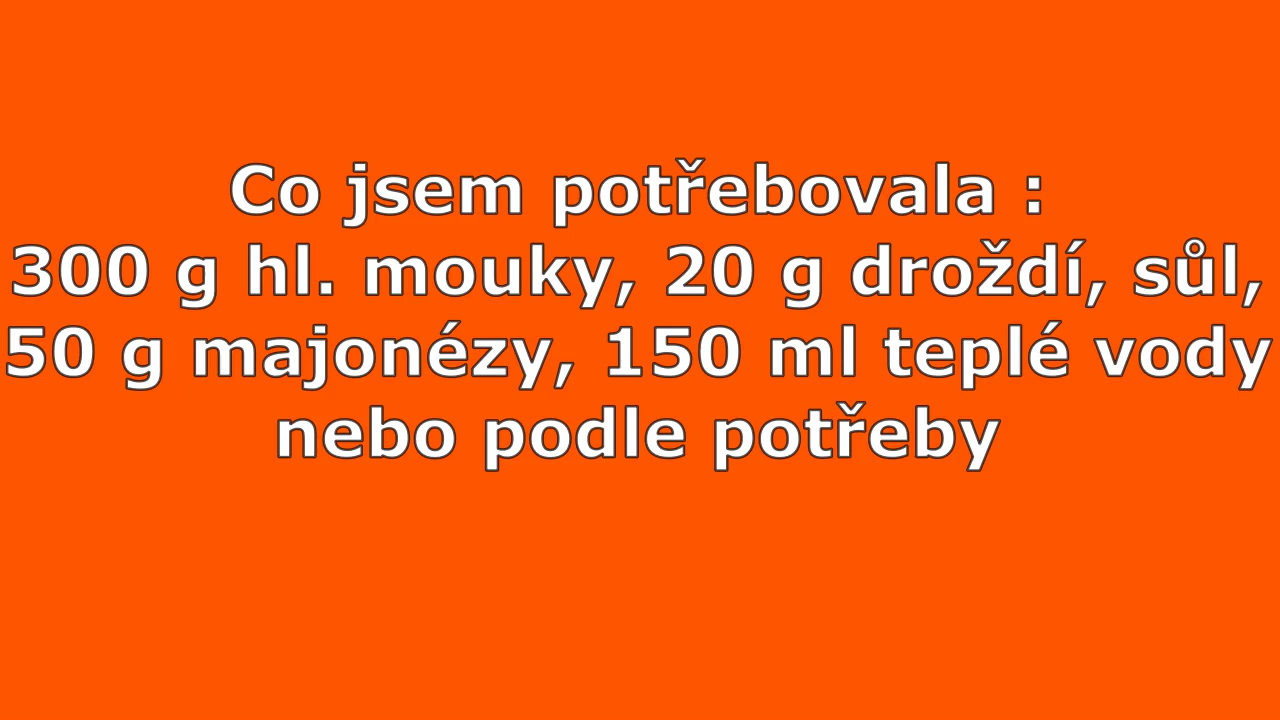 Co jsem potřebovala :
300 g hl. mouky, 20 g droždí, sůl,
50 g majonézy, 150 ml teplé vody
nebo podle potřeby